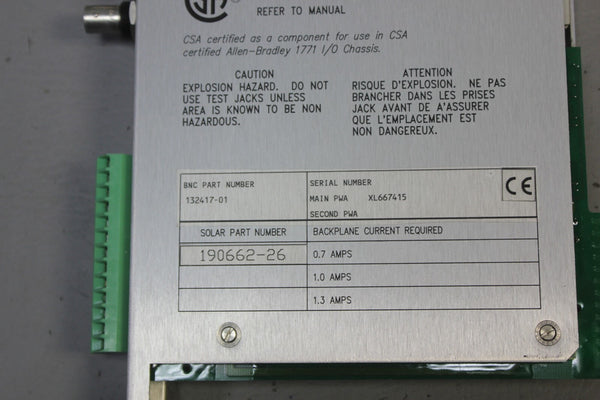 REFER TO MANUAL
CSA certified as a component for use in CSA
certified Allen-Bradley 1771 I/O Chassis.
CAUTION
EXPLOSION HAZARD. DO NOT
USE TEST JACKS UNLESS
AREA IS KNOWN TO BE NON
HAZARDOUS.
ATTENTION
RISQUE D'EXPLOSION. NE PAS
BRANCHER DANS LES PRISES
JACK AVANT DE A'SSURER
QUE L'EMPLACEMENT EST
NON DANGEREUX.
BNC PART NUMBER
132417-01
SERIAL NUMBER
MAIN PWA XL667415
SECOND PWA
CE
SOLAR PART NUMBER
190662-26
BACKPLANE CURRENT REQUIRED
0.7 AMPS
1.0 AMPS
1.3 AMPS